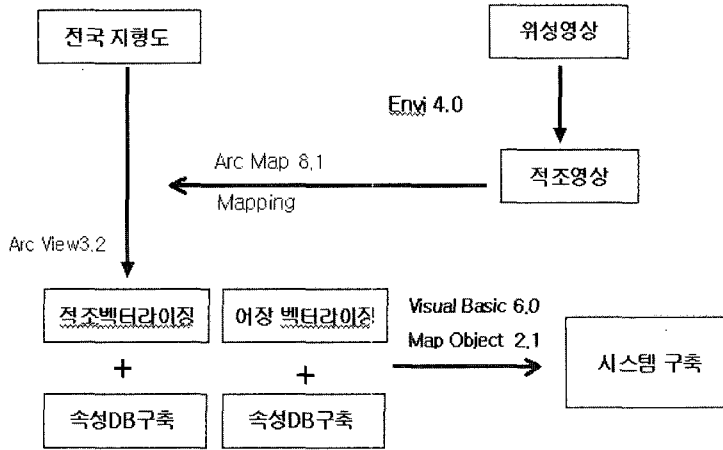 전국 지형도
위성영상
Envi 4.0
적조영상
Arc Map 8.1
Mapping
Arc View3.2
적조벡터라이징
어장 벡터라이징
Visual Basic 6.0
Map Object 2.1
시스템 구축
+
+
속성DB구축
속성DB구축